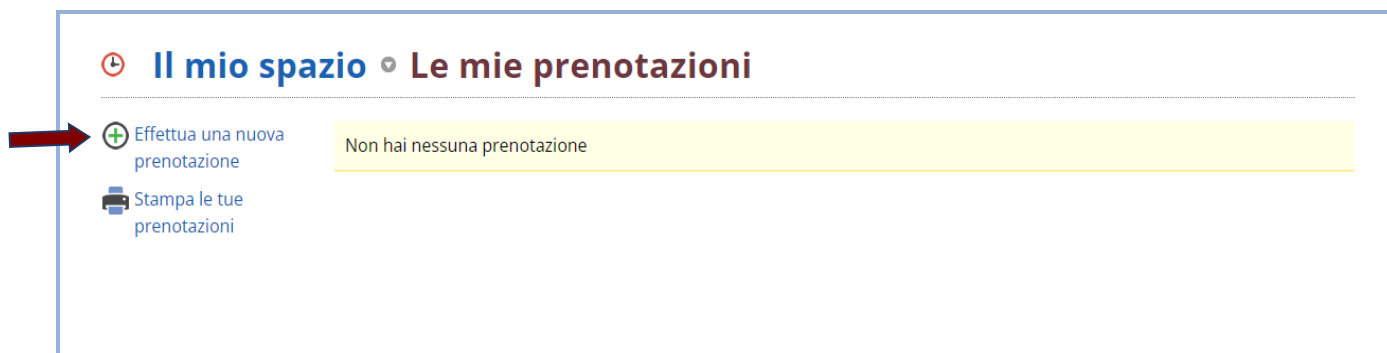 Il mio spazio Le mie prenotazioni
Effettua una nuova
prenotazione
Non hai nessuna prenotazione
Stampa le tue
prenotazioni